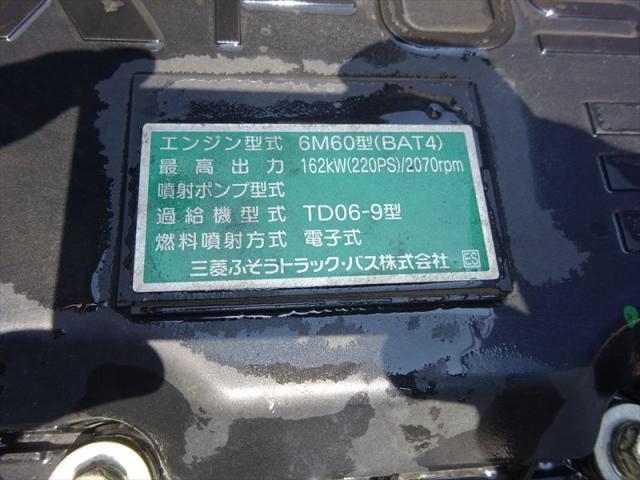 エンジン型式 6M60型(BAT4)
最高出力 162kW(220PS)/2070rpm
噴射ポンプ型式
過給機型式 TD06-9型
燃料噴射方式 電子式
三菱ふそうトラック・バス株式会社 ES